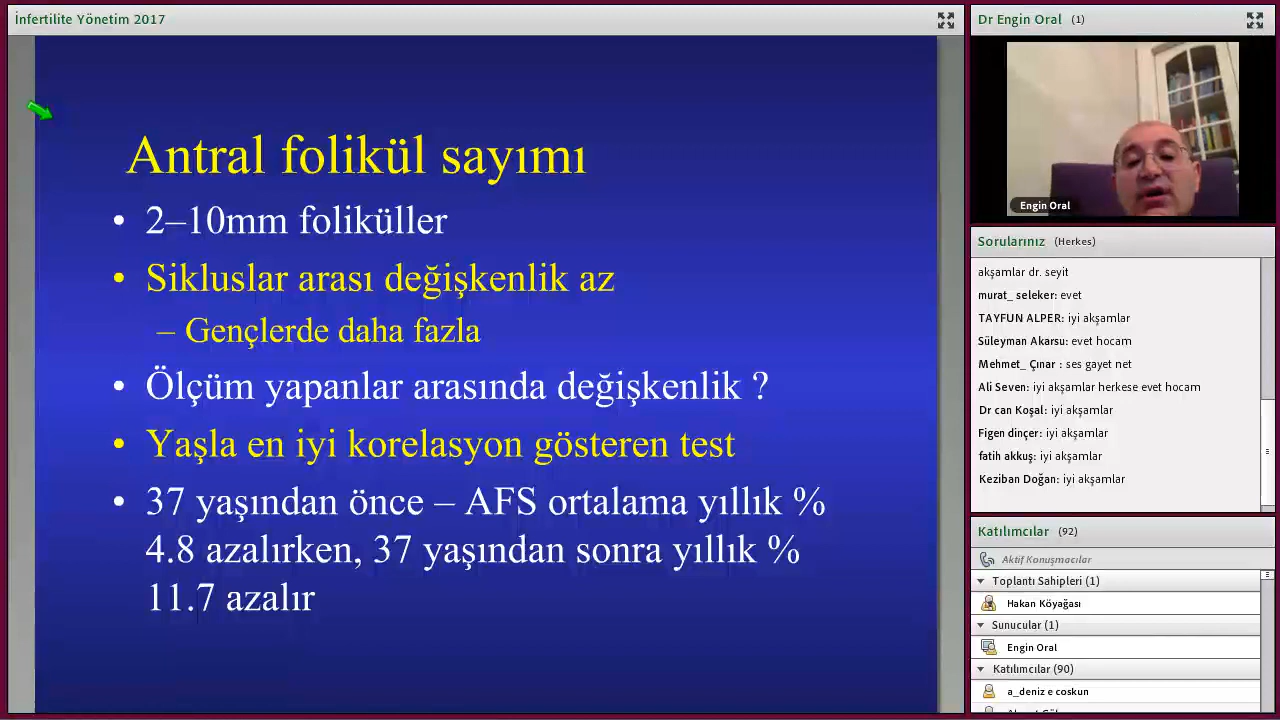 İnfertilite Yönetim 2017
Antral folikül sayımı
• 2–10mm foliküller
• Sikluslar arası değişkenlik az
– Gençlerde daha fazla
• Ölçüm yapanlar arasında değişkenlik ?
• Yaşla en iyi korelasyon gösteren test
• 37 yaşından önce – AFS ortalama yıllık %
4.8 azalırken, 37 yaşından sonra yıllık %
11.7 azalır
Dr Engin Oral (1)
Engin Oral
Sorularınız (Herkes)
akşamlar dr. seyit
murat_ seleker: evet
TAYFUN ALPER: iyi akşamlar
Süleyman Akarsu: evet hocam
Mehmet_ Çınar : ses gayet net
Ali Seven: iyi akşamlar herkese evet hocam
Dr can Koşal: iyi akşamlar
Figen dinçer: iyi akşamlar
fatih akkuş: iyi akşamlar
Keziban Doğan: iyi akşamlar
Katılımcılar (92)
Aktif Konuşmacılar
Toplantı Sahipleri (1)
Hakan Köyağası
Sunucular (1)
Engin Oral
Katılımcılar (90)
a_deniz e coskun